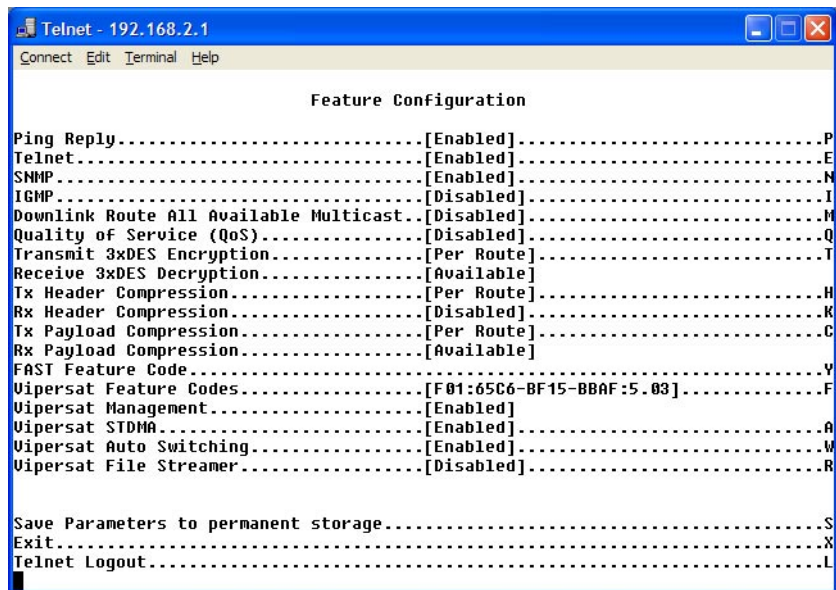 Telnet - 192.168.2.1
Connect Edit Terminal Help
Feature Configuration
Ping Reply..............................[Enabled]..............................P
Telnet..................................[Enabled]..............................E
SNMP....................................[Enabled]..............................N
IGMP....................................[Disabled].............................I
Downlink Route All Available Multicast..[Disabled].............................M
Quality of Service (QoS)................[Disabled].............................Q
Transmit 3xDES Encryption...............[Per Route]............................T
Receive 3xDES Decryption................[Available]
Tx Header Compression...................[Per Route]............................H
Rx Header Compression...................[Disabled].............................K
Tx Payload Compression..................[Per Route]............................C
Rx Payload Compression..................[Available]
FAST Feature Code..............................................................Y
Vipersat Feature Codes..................[F01:65C6-BF15-BBAF:5.03]..............F
Vipersat Management.....................[Enabled]
Vipersat STDMA..........................[Enabled]..............................A
Vipersat Auto Switching.................[Enabled]..............................W
Vipersat File Streamer..................[Disabled].............................R
Save Parameters to permanent storage...........................................S
Exit...........................................................................X
Telnet Logout..................................................................L